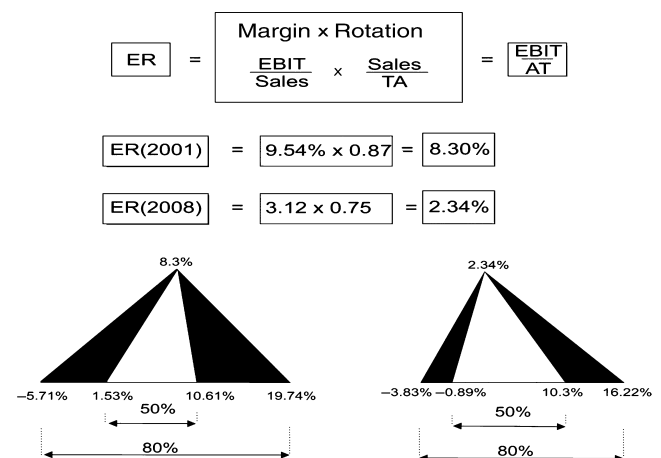 Margin x Rotation
ER = EBIT/Sales x Sales/TA = EBIT/AT
ER(2001) = 9.54% x 0.87 = 8.30%
ER(2008) = 3.12 x 0.75 = 2.34%
8.3% 2.34%
–5.71% 1.53% 10.61% 19.74% –3.83% –0.89% 10.3% 16.22%
50% 50%
80% 80%